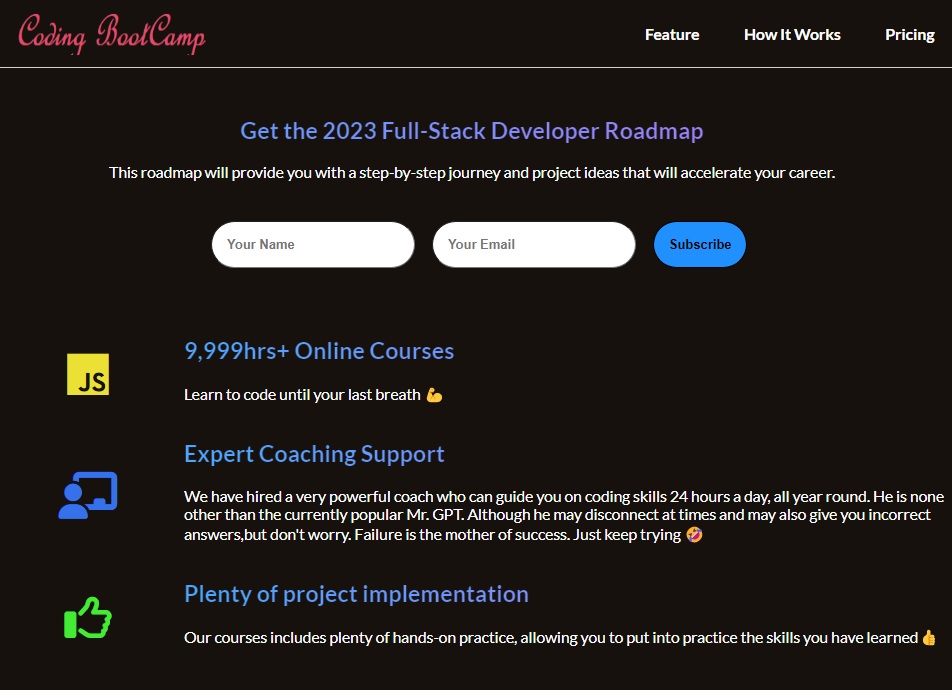 Coding BootCamp
Feature
How It Works
Pricing
Get the 2023 Full-Stack Developer Roadmap
This roadmap will provide you with a step-by-step journey and project ideas that will accelerate your career.
Your Name
Your Email
Subscribe
JS
9,999hrs+ Online Courses
Learn to code until your last breath 💪
Expert Coaching Support
We have hired a very powerful coach who can guide you on coding skills 24 hours a day, all year round. He is none
other than the currently popular Mr. GPT. Although he may disconnect at times and may also give you incorrect
answers,but don't worry. Failure is the mother of success. Just keep trying 🤣
Plenty of project implementation
Our courses includes plenty of hands-on practice, allowing you to put into practice the skills you have learned 👍